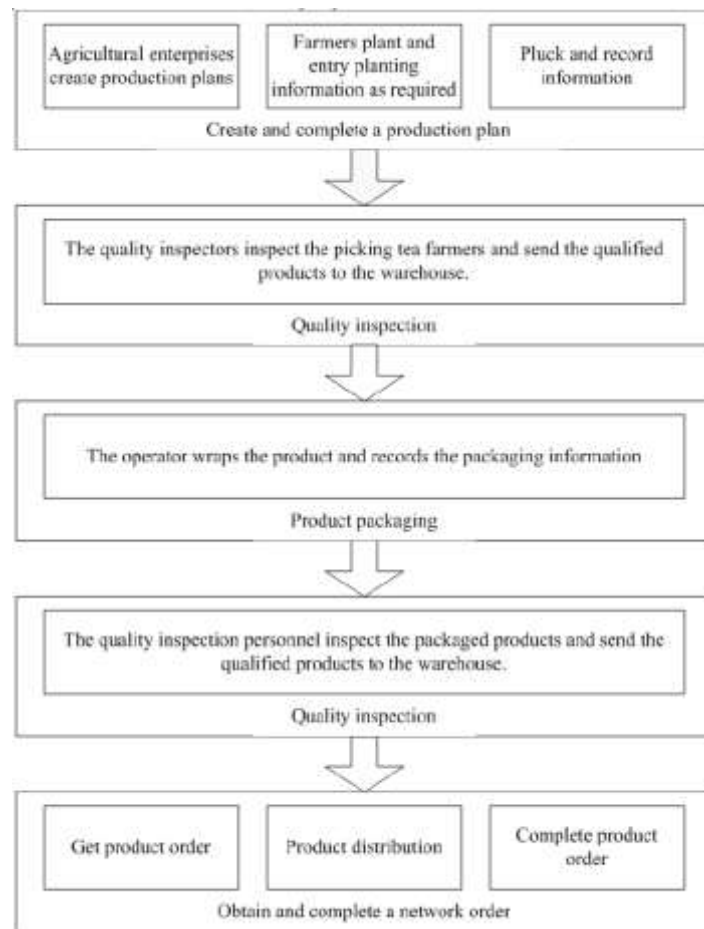 Agricultural enterprises
create production plans
Farmers plant and
entry planting
information as required
Pluck and record
information
Create and complete a production plan
The quality inspectors inspect the picking tea farmers and send the qualified
products to the warehouse.
Quality inspection
The operator wraps the product and records the packaging information
Product packaging
The quality inspection personnel inspect the packaged products and send the
qualified products to the warehouse.
Quality inspection
Get product order
Product distribution
Complete product
order
Obtain and complete a network order